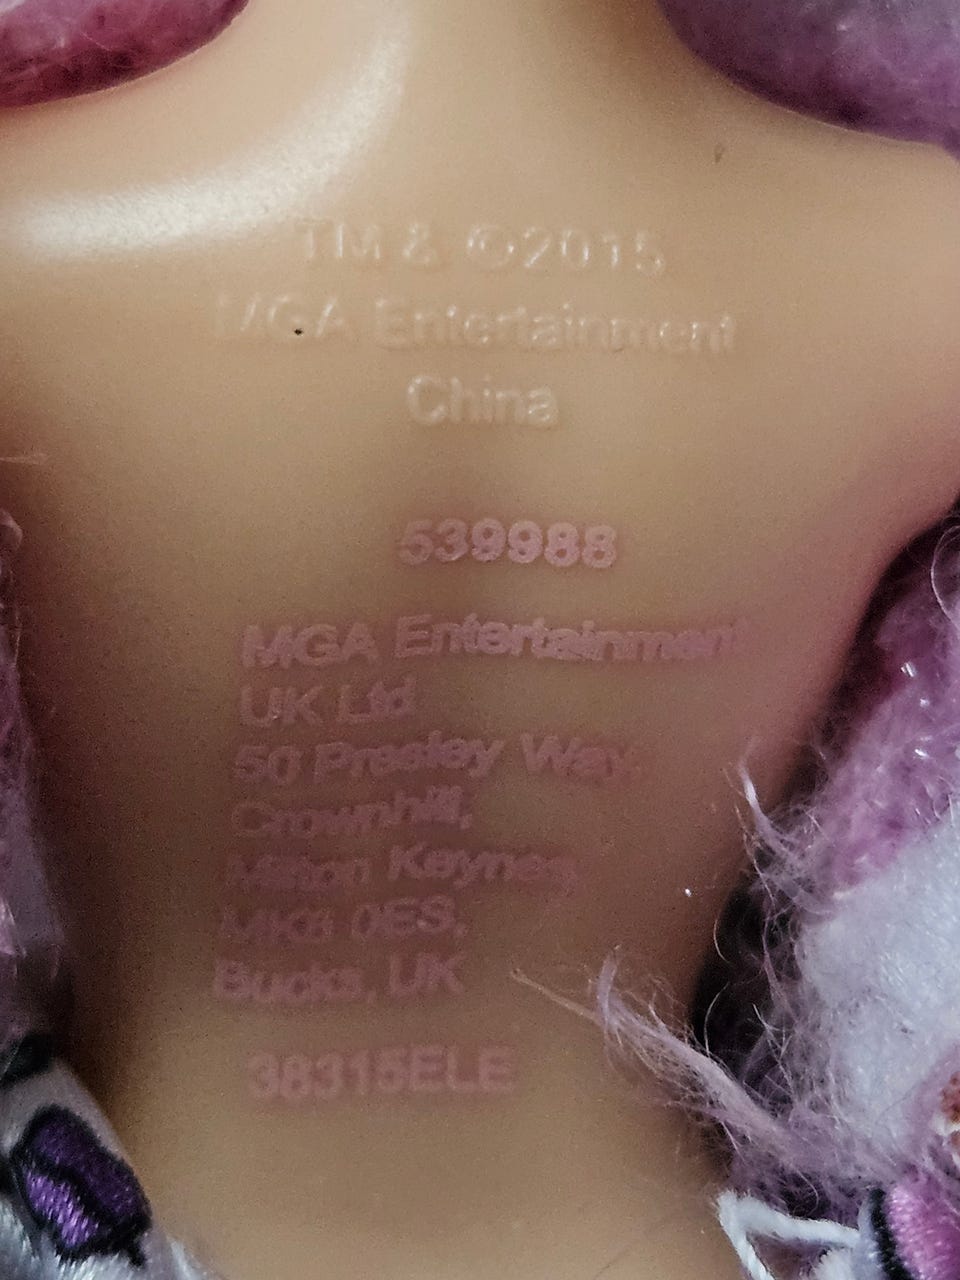 TM & ©2015
MGA Entertainment
China
539988
MGA Entertainment
UK Ltd
50 Presley Way,
Crownhill,
Milton Keynes,
MK8 0ES,
Bucks, UK
38315ELE